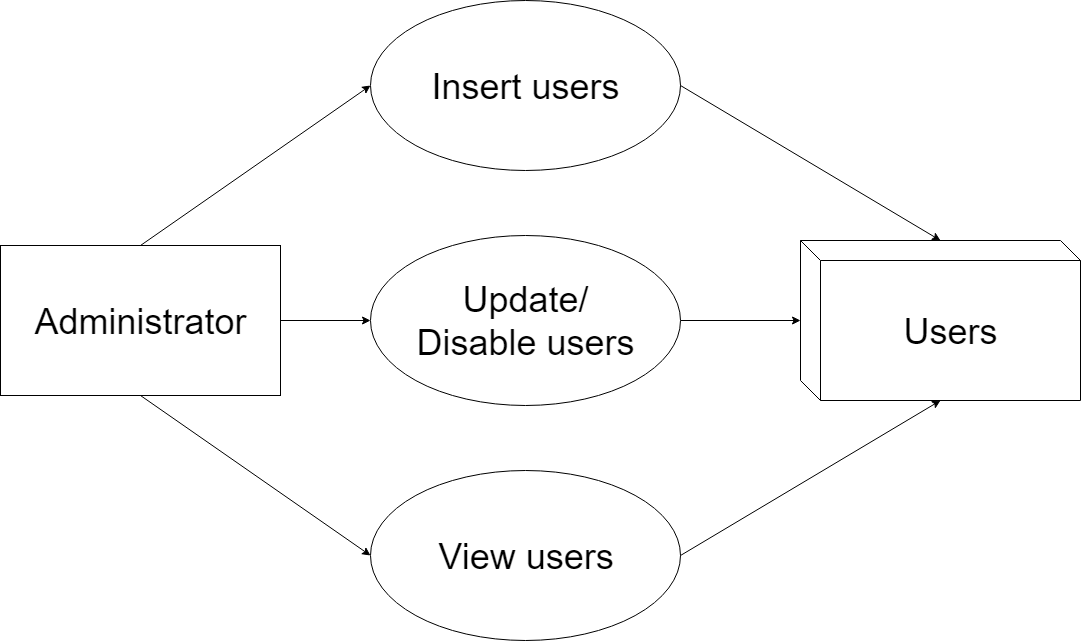 Insert users
Administrator
Update/
Disable users
Users
View users